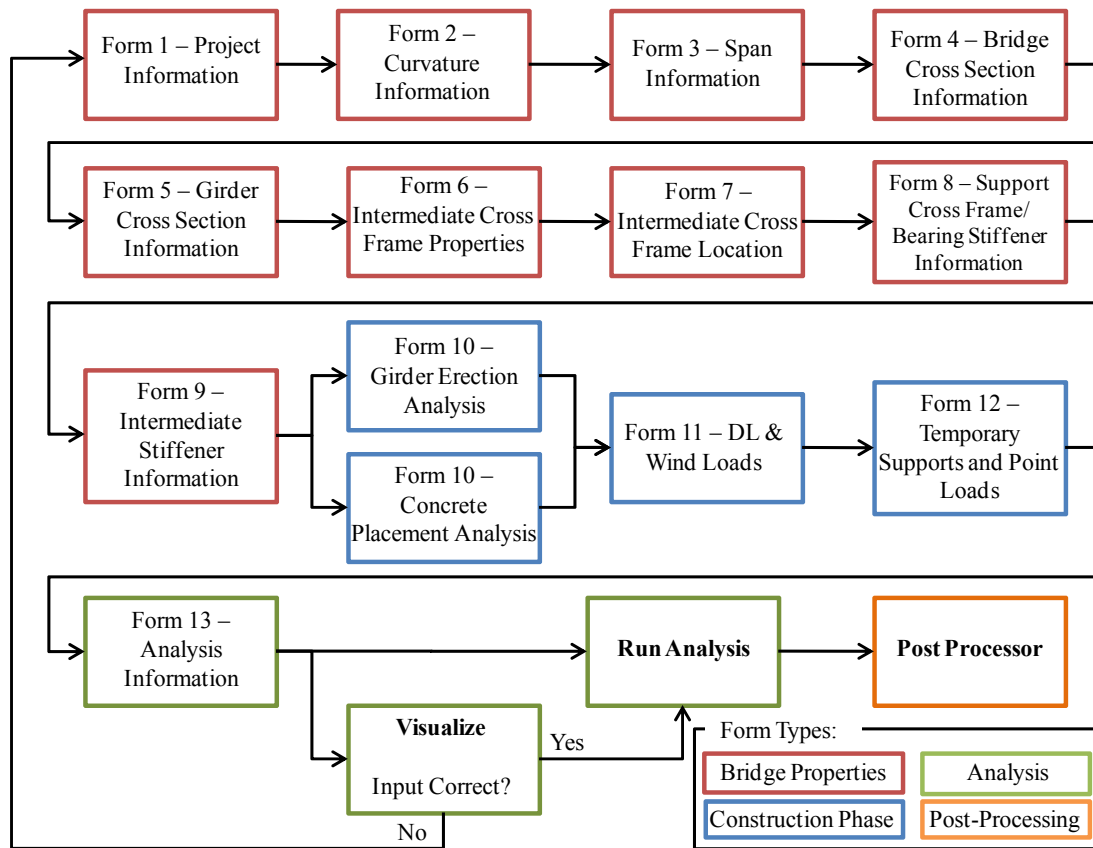 Form 1 – Project
Information
Form 2 –
Curvature
Information
Form 3 – Span
Information
Form 4 – Bridge
Cross Section
Information
Form 5 – Girder
Cross Section
Information
Form 6 –
Intermediate Cross
Frame Properties
Form 7 –
Intermediate Cross
Frame Location
Form 8 – Support
Cross Frame/
Bearing Stiffener
Information
Form 9 –
Intermediate
Stiffener
Information
Form 10 –
Girder Erection
Analysis
Form 10 –
Concrete
Placement Analysis
Form 11 – DL &
Wind Loads
Form 12 –
Temporary
Supports and Point
Loads
Form 13 –
Analysis
Information
Run Analysis
Post Processor
Visualize
Input Correct?
Yes
No
Form Types:
Bridge Properties
Analysis
Construction Phase
Post-Processing